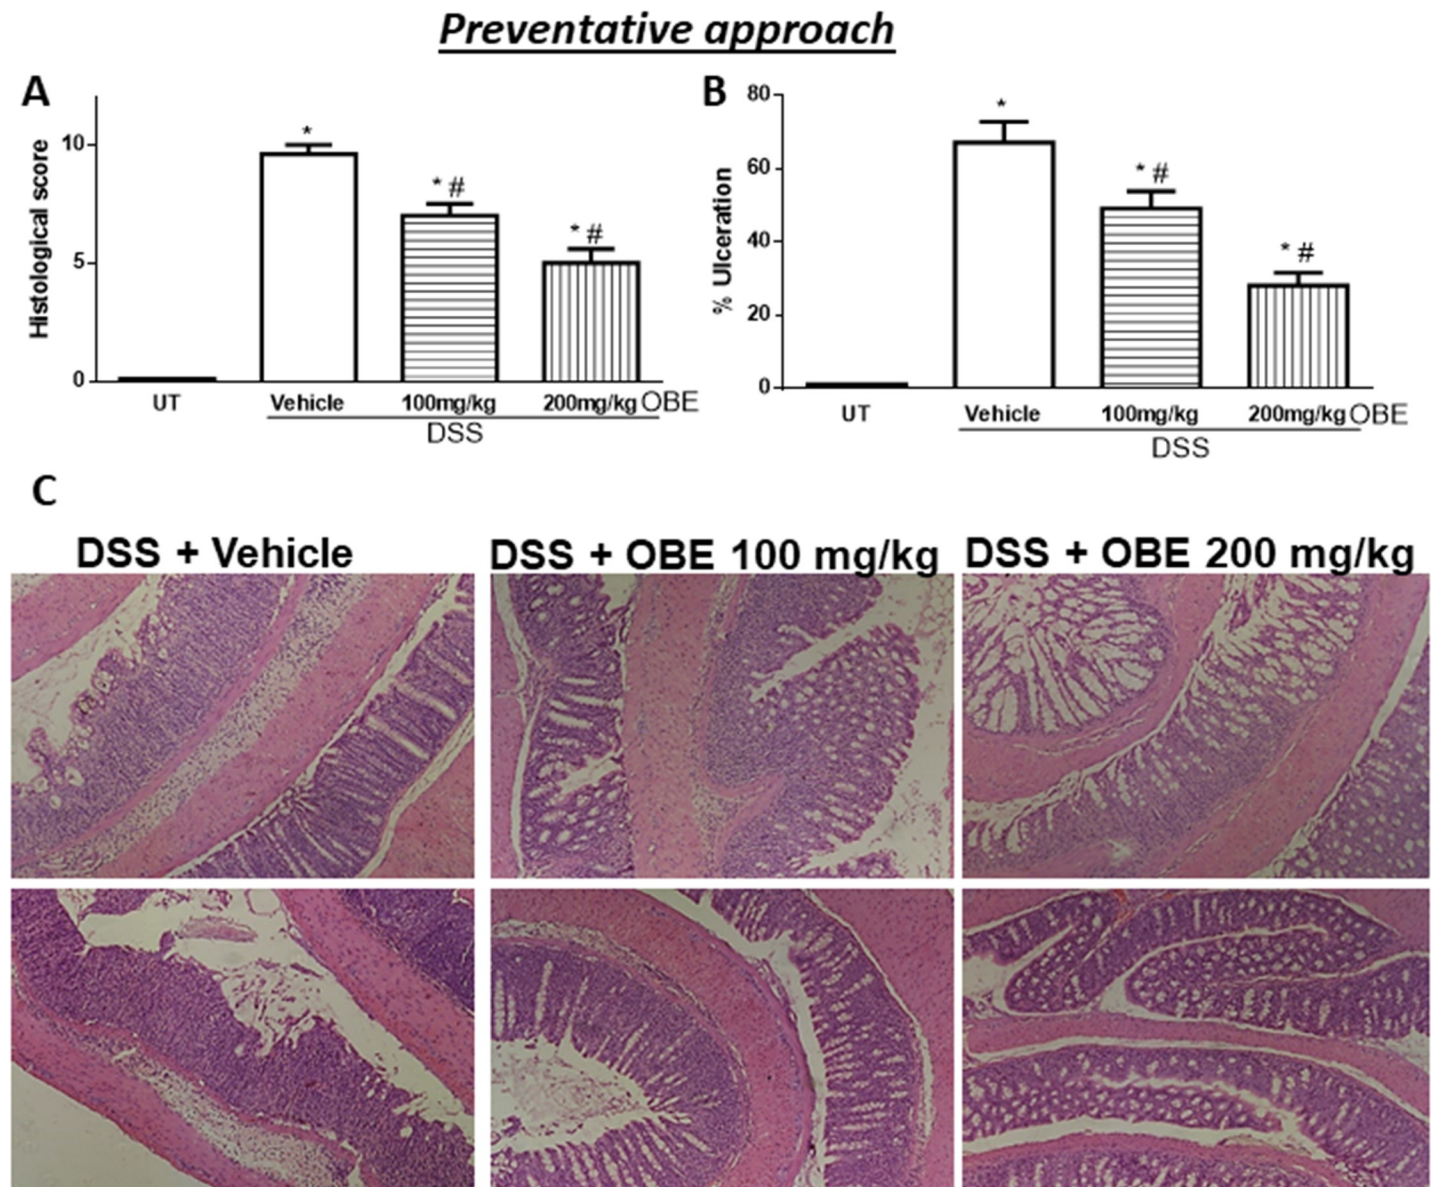 Preventative approach
A
Histological score
10
5
0
*
* #
* #
UT
Vehicle
100mg/kg
200mg/kg OBE
DSS
B
% Ulceration
80
60
40
20
0
*
* #
* #
UT
Vehicle
100mg/kg
200mg/kg OBE
DSS
C
DSS + Vehicle
DSS + OBE 100 mg/kg
DSS + OBE 200 mg/kg